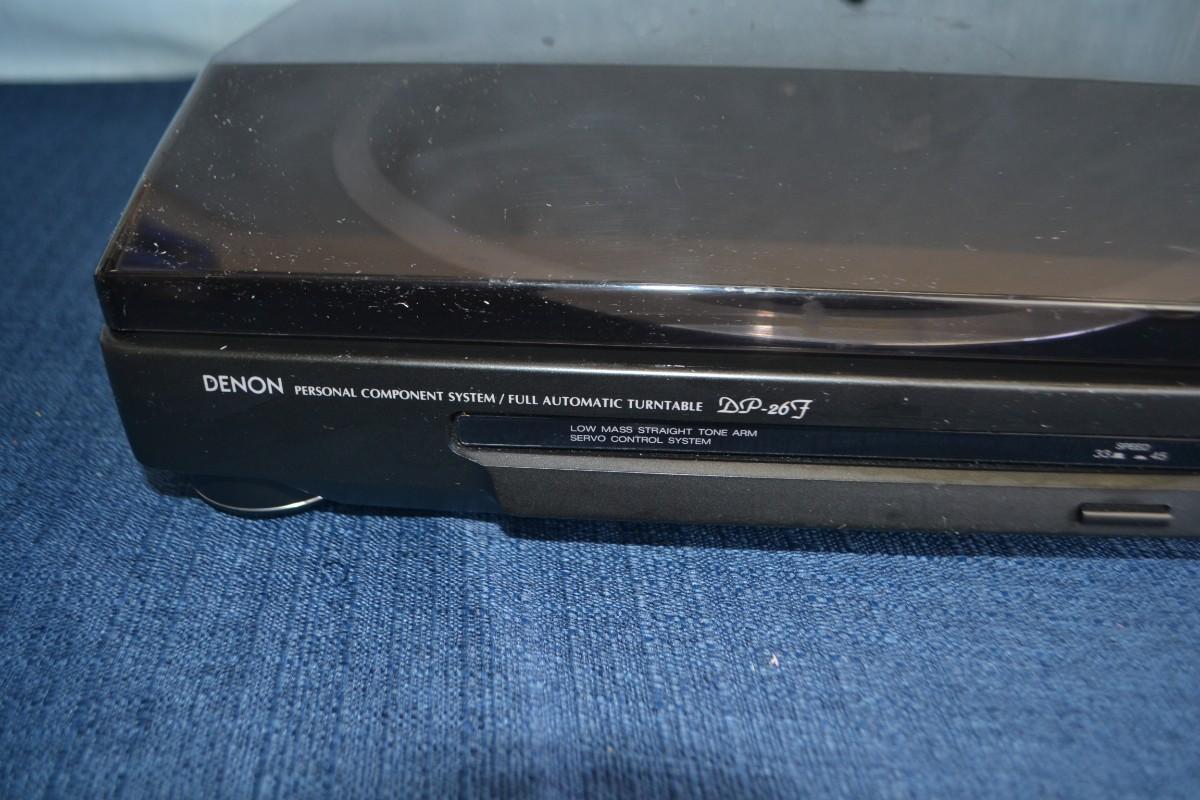 DENON PERSONAL COMPONENT SYSTEM / FULL AUTOMATIC TURNTABLE DP-26F
LOW MASS STRAIGHT TONE ARM
SERVO CONTROL SYSTEM
SPEED
33 45